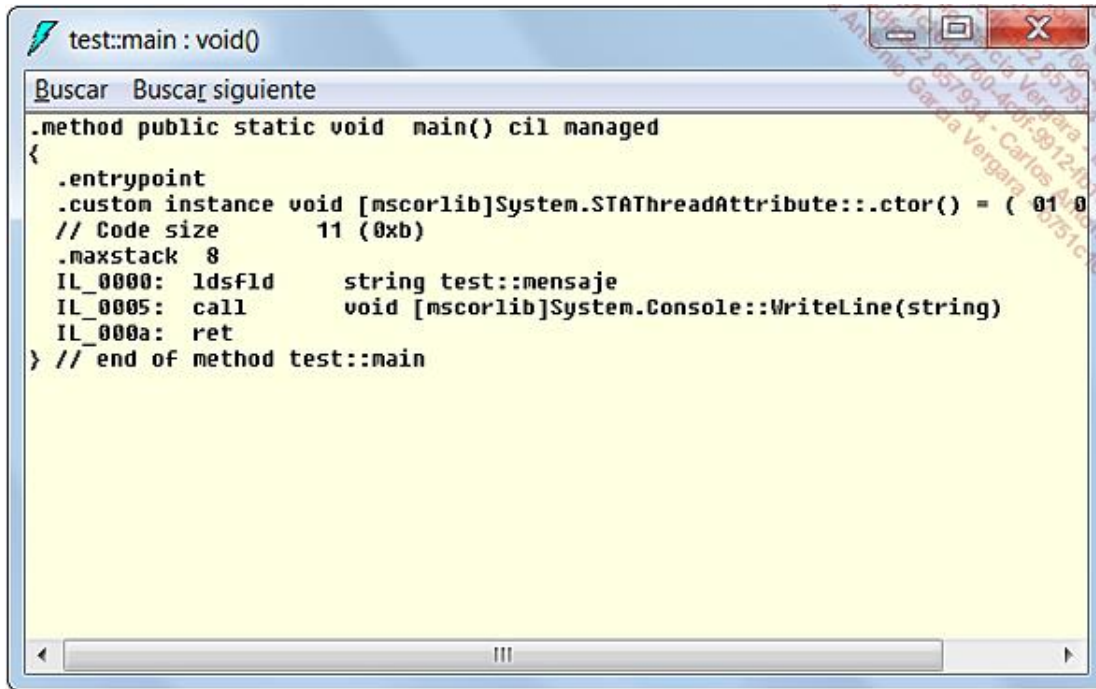 test::main : void()
Buscar Buscar siguiente
.method public static void main() cil managed
{
.entrypoint
.custom instance void [mscorlib]System.STAThreadAttribute::.ctor() = ( 01 0
// Code size 11 (0xb)
.maxstack 8
IL_0000: ldsfld string test::mensaje
IL_0005: call void [mscorlib]System.Console::WriteLine(string)
IL_000a: ret
} // end of method test::main